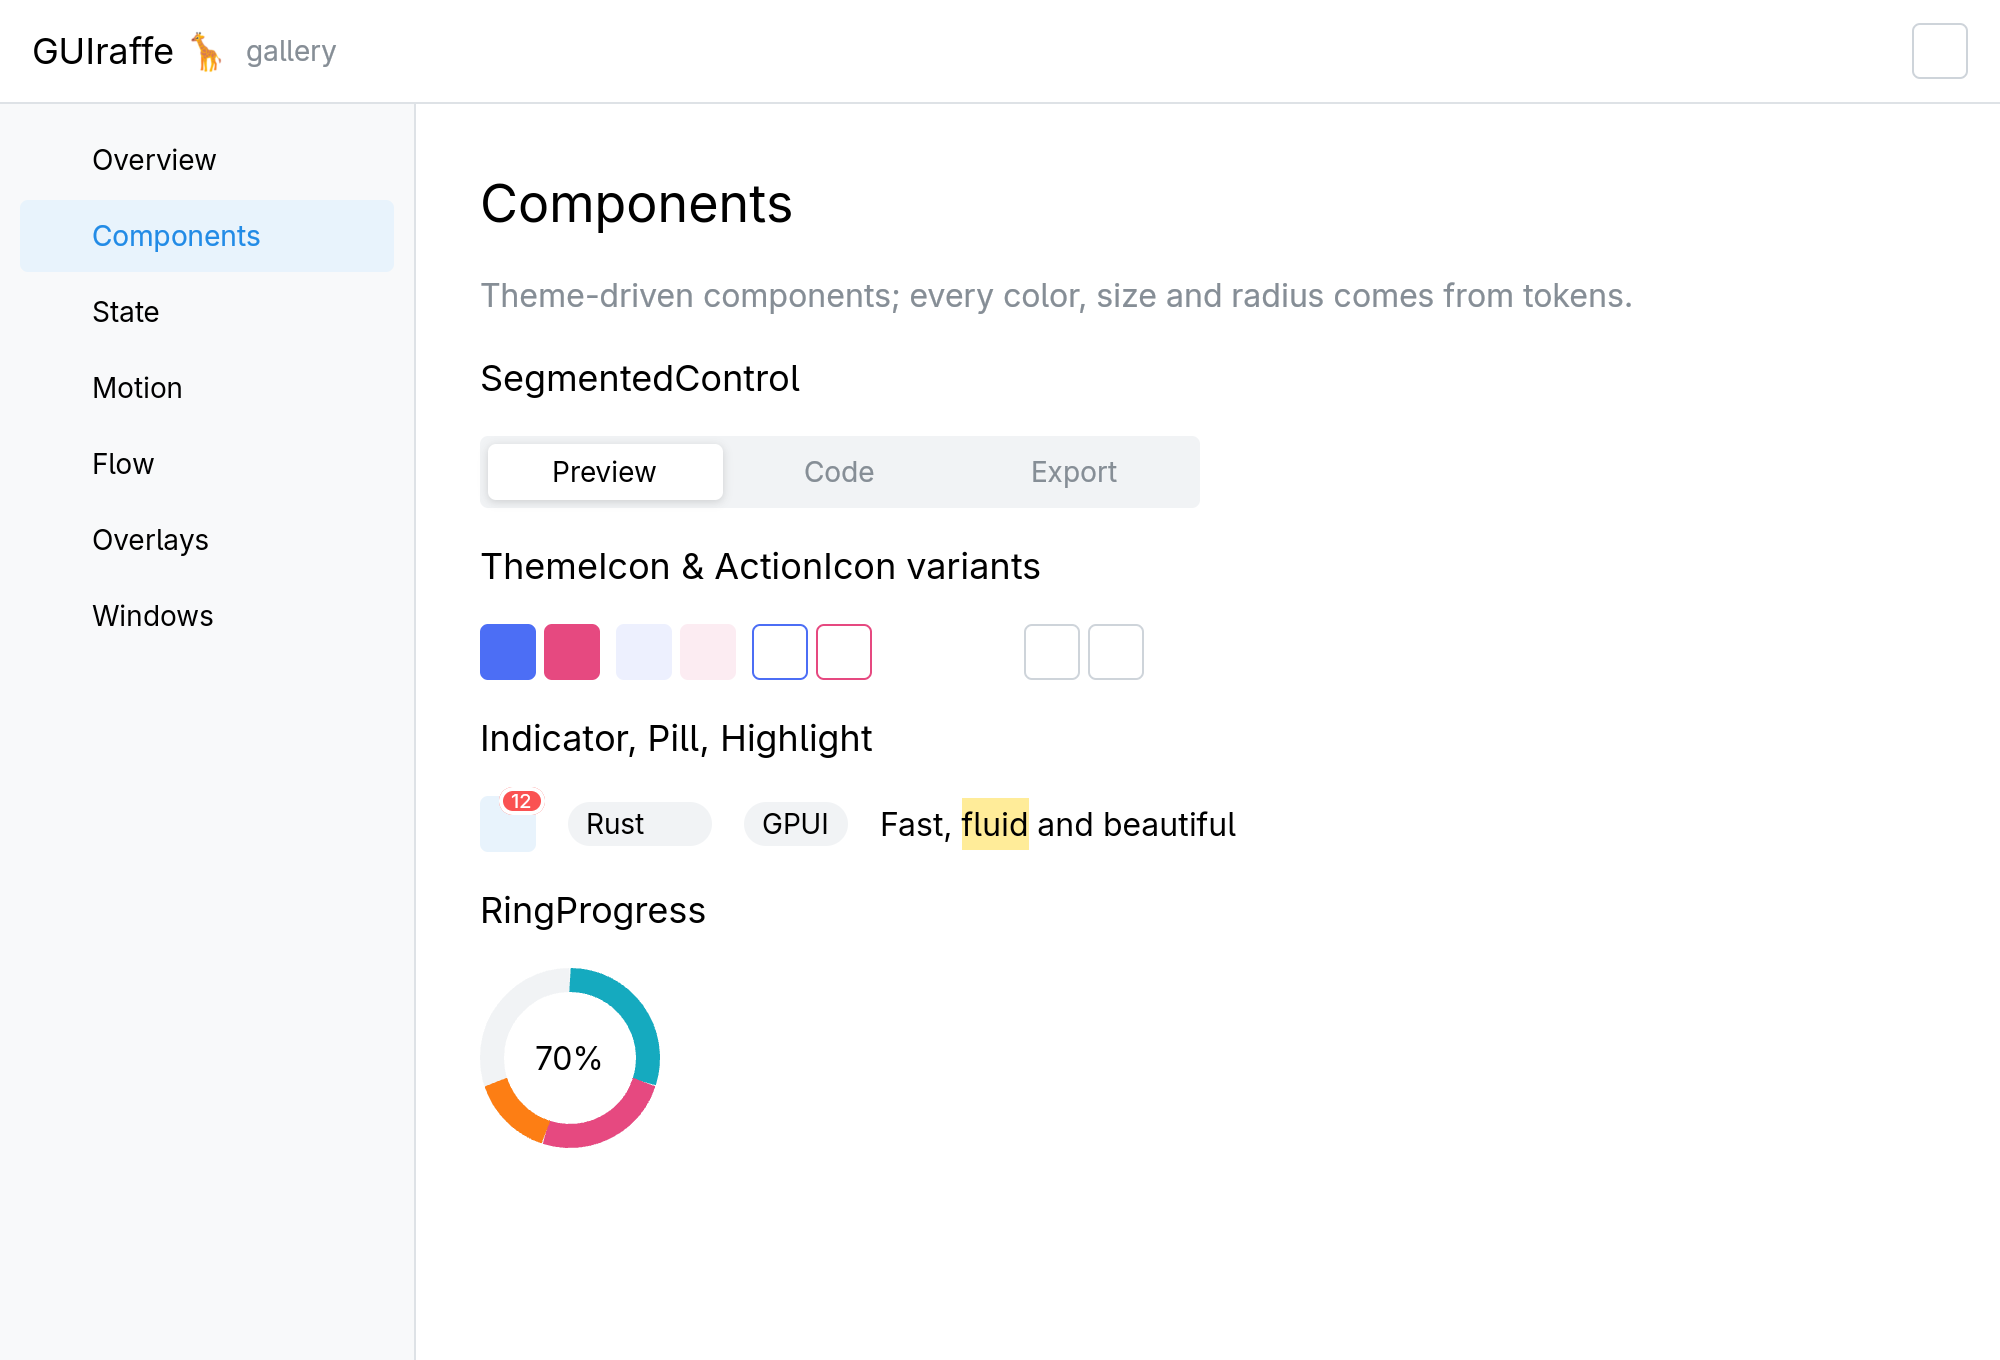 GUIraffe 🦒 gallery
Overview
Components
State
Motion
Flow
Overlays
Windows
Components
Theme-driven components; every color, size and radius comes from tokens.
SegmentedControl
Preview Code Export
ThemeIcon & ActionIcon variants
Indicator, Pill, Highlight
12
Rust GPUI Fast, fluid and beautiful
RingProgress
70%